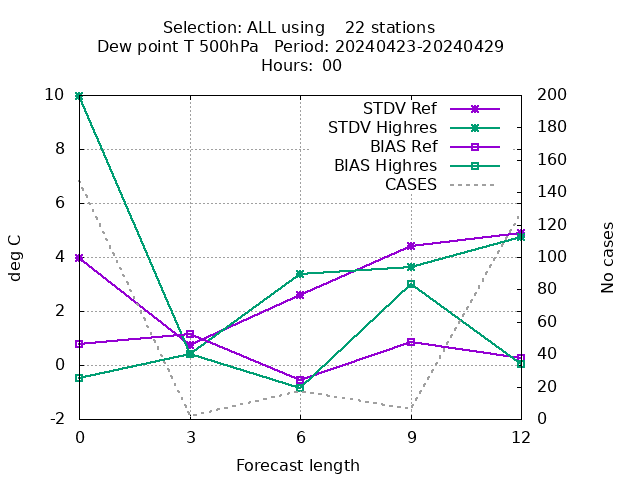 Selection: ALL using    22 stations
Dew point T 500hPa   Period: 20240423-20240429
Hours: 00
STDV Ref
STDV Highres
BIAS Ref
BIAS Highres
CASES
10
8
6
4
2
0
-2
200
180
160
140
120
100
80
60
40
20
0
deg C
No cases
0 3 6 9 12
Forecast length